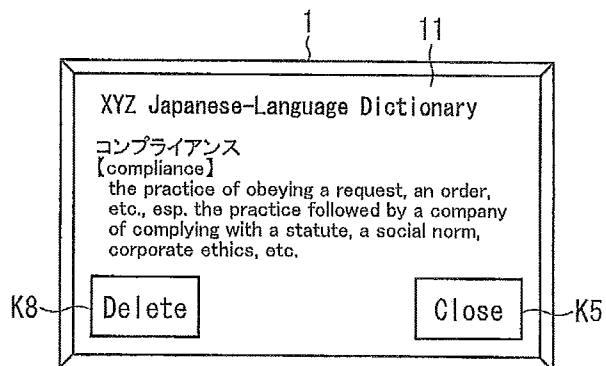 1
11
XYZ Japanese-Language Dictionary
コンプライアンス
【compliance】
the practice of obeying a request, an order,
etc., esp. the practice followed by a company
of complying with a statute, a social norm,
corporate ethics, etc.
K8 Delete Close K5